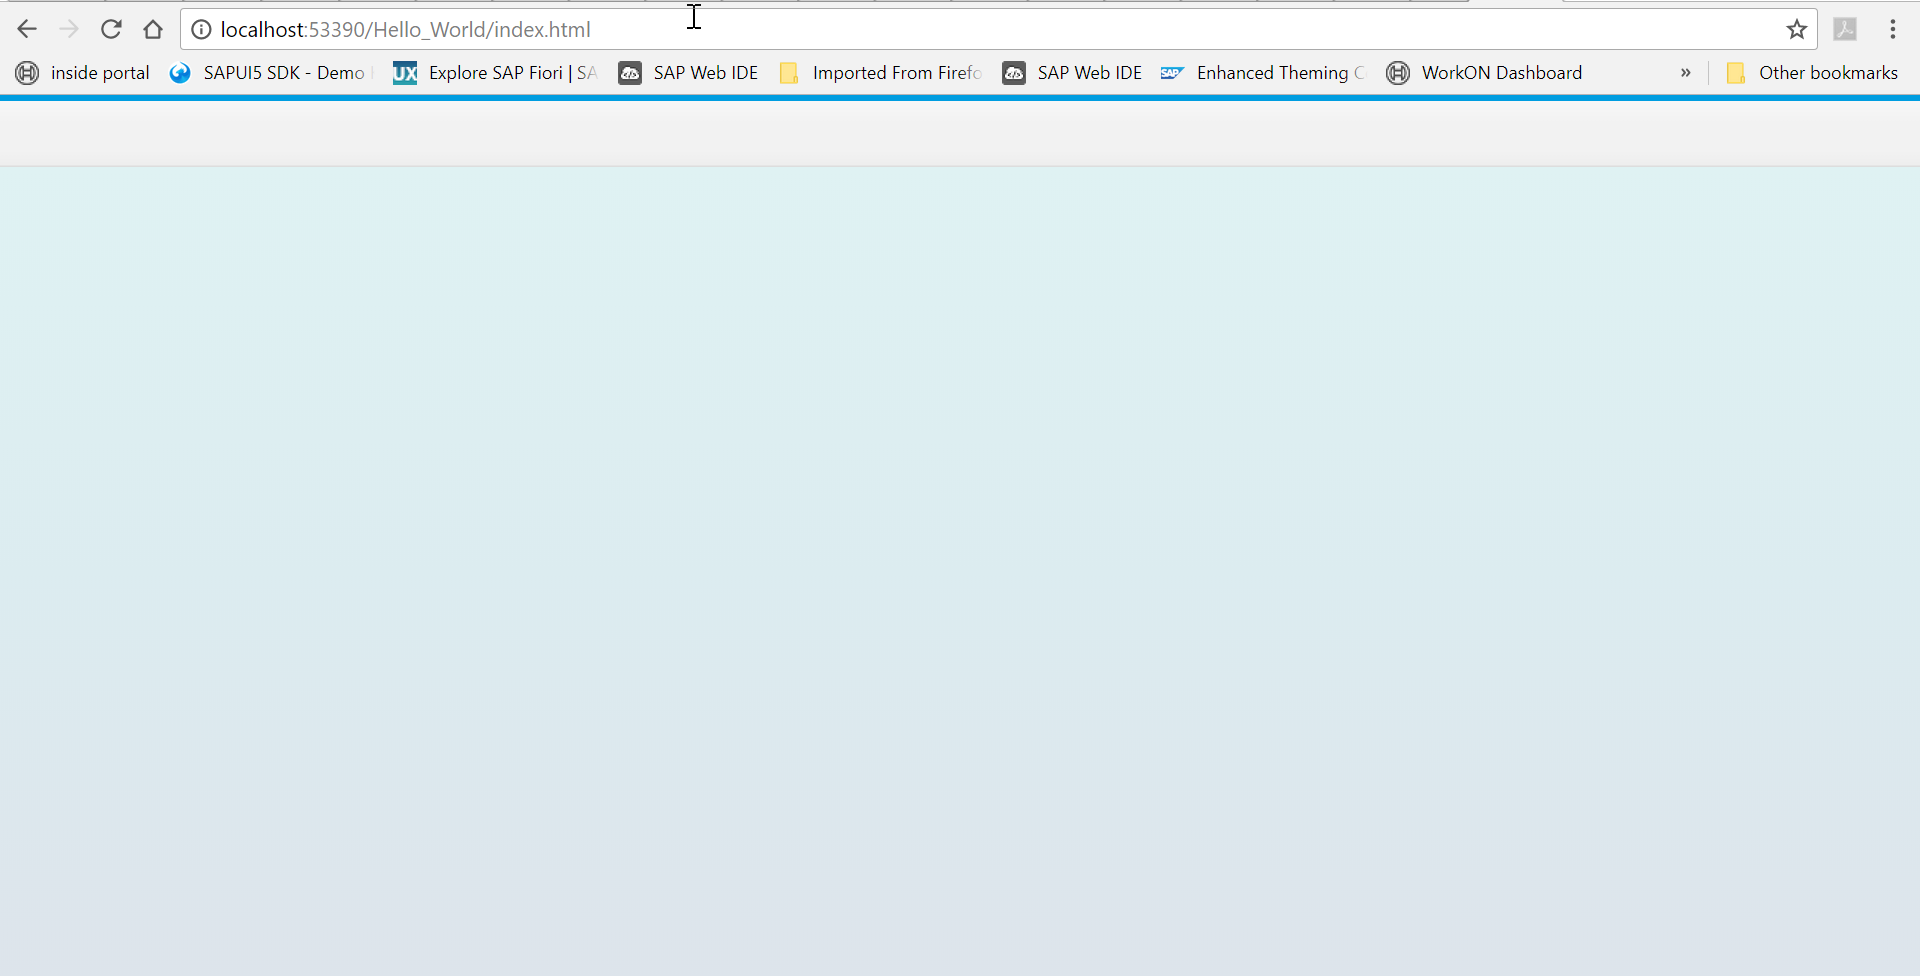 localhost:53390/Hello_World/index.html
inside portal SAPUI5 SDK - Demo UX Explore SAP Fiori | SA SAP Web IDE Imported From Firefo SAP Web IDE SAP Enhanced Theming C WorkON Dashboard » Other bookmarks